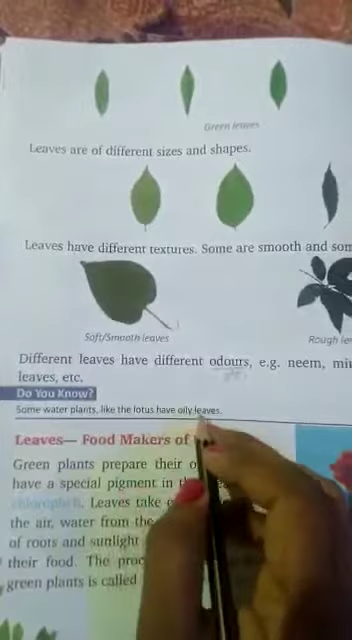 Green leaves
Leaves are of different sizes and shapes.
Leaves have different textures. Some are smooth and som
Soft/Smooth leaves
Rough le
Different leaves have different odours, e.g. neem, min
leaves, etc.
Do You Know?
Some water plants, like the lotus have oily leaves.
Leaves— Food Makers of
Green plants prepare their o
have a special pigment in
chlorophyll. Leaves take
the air, water from the
of roots and sunlight
their food. The proc
green plants is called